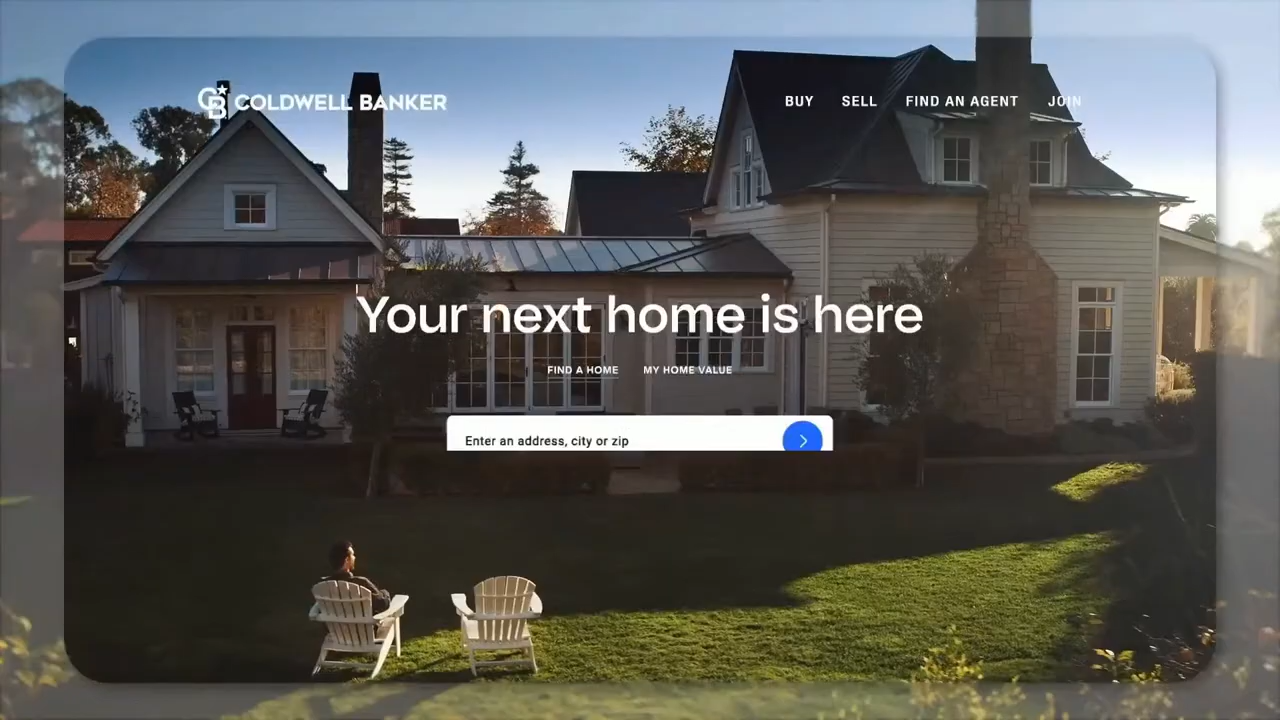 CB COLDWELL BANKER
BUY SELL FIND AN AGENT JOIN
Your next home is here
FIND A HOME MY HOME VALUE
Enter an address, city or zip